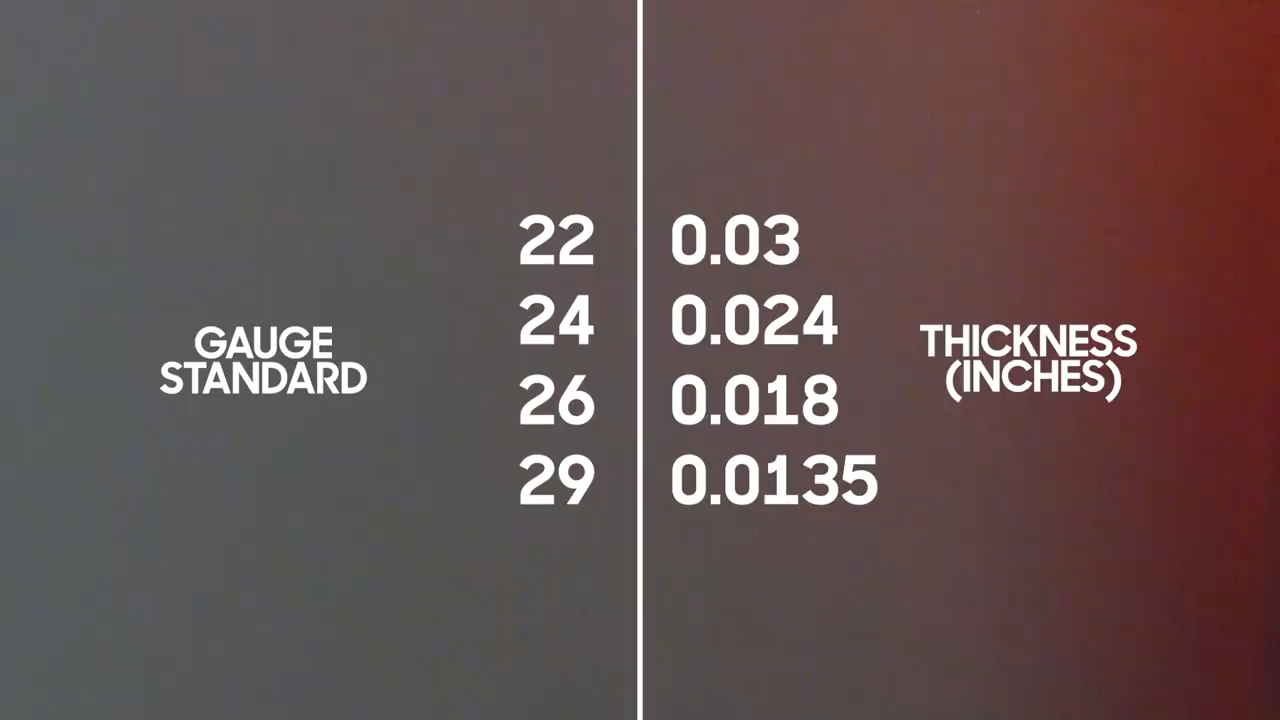 GAUGE
STANDARD
22 0.03
24 0.024
26 0.018
29 0.0135
THICKNESS
(INCHES)